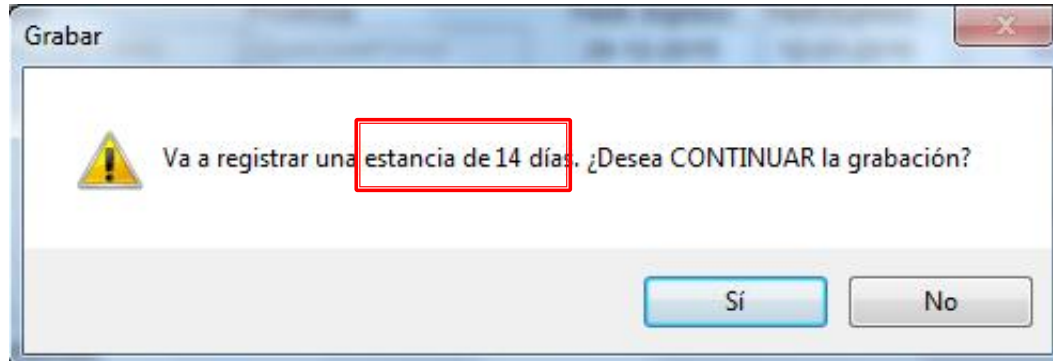 Grabar
Va a registrar una estancia de 14 días. ¿Desea CONTINUAR la grabación?
Sí
No